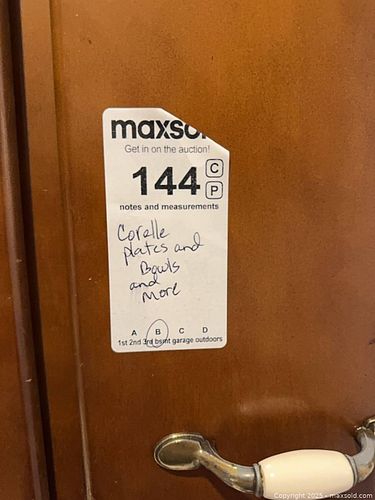 maxso
Get in on the auction!
144 C
P
notes and measurements
Corelle
plates and
Bowls
and
more
A B C D
1st 2nd 3rd bsmt garage outdoors
Copyright 2025 - maxsold.com